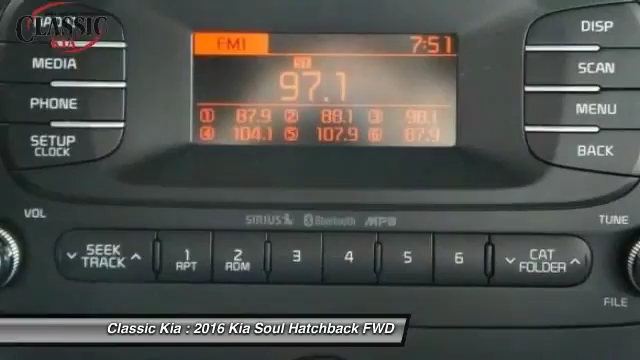 CLASSIC
KIA
MEDIA
PHONE
SETUP
CLOCK
FM1
7:51
97.1
1 87.9 2 88.1 3 98.1
4 104.1 5 107.9 6 87.9
DISP
SCAN
MENU
BACK
VOL
SIRIUS Bluetooth MP3
TUNE
SEEK
TRACK
1
RPT
2
RDM
3
4
5
6
CAT
FOLDER
FILE
Classic Kia : 2016 Kia Soul Hatchback FWD